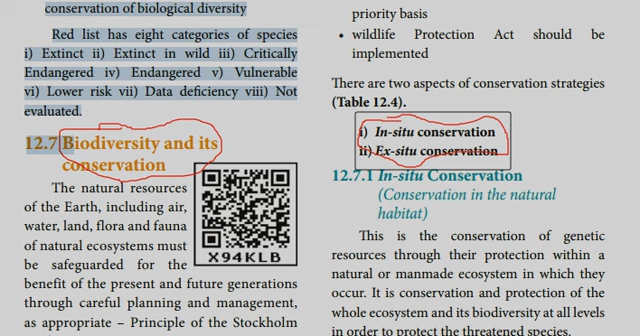 conservation of biological diversity
Red list has eight categories of species
i) Extinct ii) Extinct in wild iii) Critically
Endangered iv) Endangered v) Vulnerable
vi) Lower risk vii) Data deficiency viii) Not
evaluated.
12.7 Biodiversity and its
conservation
The natural resources
of the Earth, including air,
water, land, flora and fauna
of natural ecosystems must
be safeguarded for the
benefit of the present and future generations
through careful planning and management,
as appropriate – Principle of the Stockholm
X94KLB
priority basis
• wildlife Protection Act should be
implemented
There are two aspects of conservation strategies
(Table 12.4).
i) In-situ conservation
ii) Ex-situ conservation
12.7.1 In-situ Conservation
(Conservation in the natural
habitat)
This is the conservation of genetic
resources through their protection within a
natural or manmade ecosystem in which they
occur. It is conservation and protection of the
whole ecosystem and its biodiversity at all levels
in order to protect the threatened species.